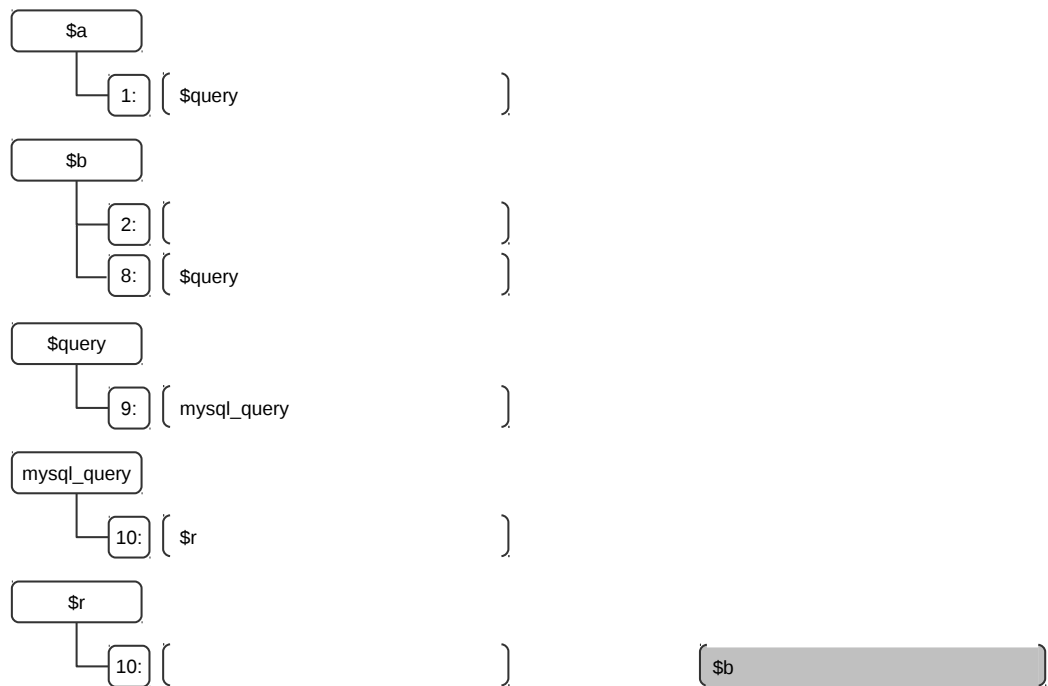 $a
1: $query
$b
2:
8: $query
$query
9: mysql_query
mysql_query
10: $r
$r
10: $b